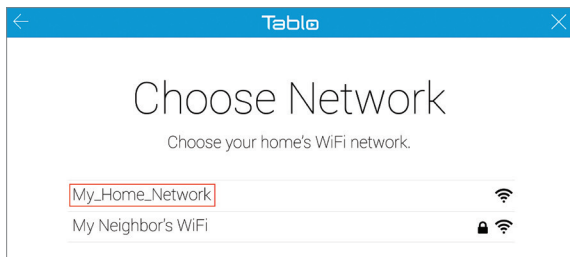 Tablo
Choose Network
Choose your home's WiFi network.
My_Home_Network
My Neighbor's WiFi